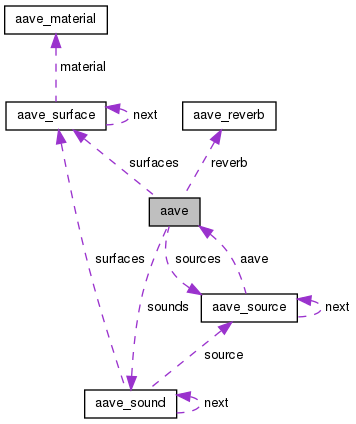 aave_material
material
aave_surface
next
aave_reverb
surfaces
reverb
aave
surfaces
sources
aave
sounds
aave_source
next
source
aave_sound
next